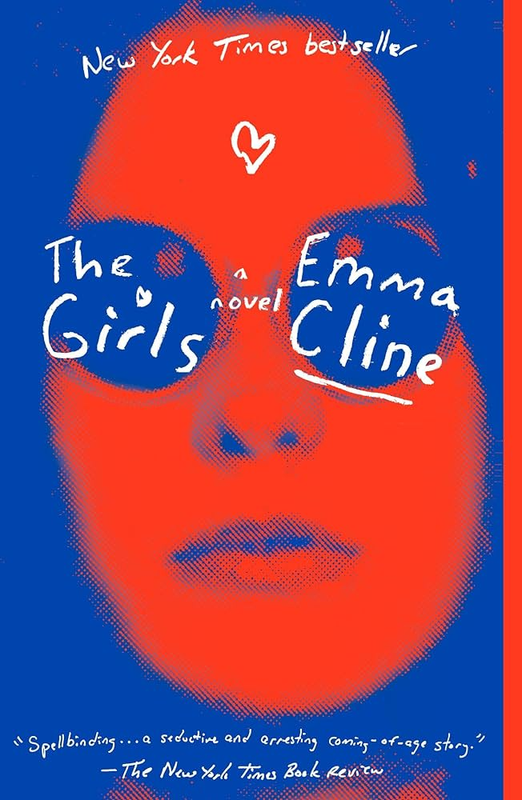 New York Times bestseller
The
Girls
a
novel
Emma
Cline
"Spellbinding...a seductive and arresting coming-of-age story."
—The New York Times Book Review